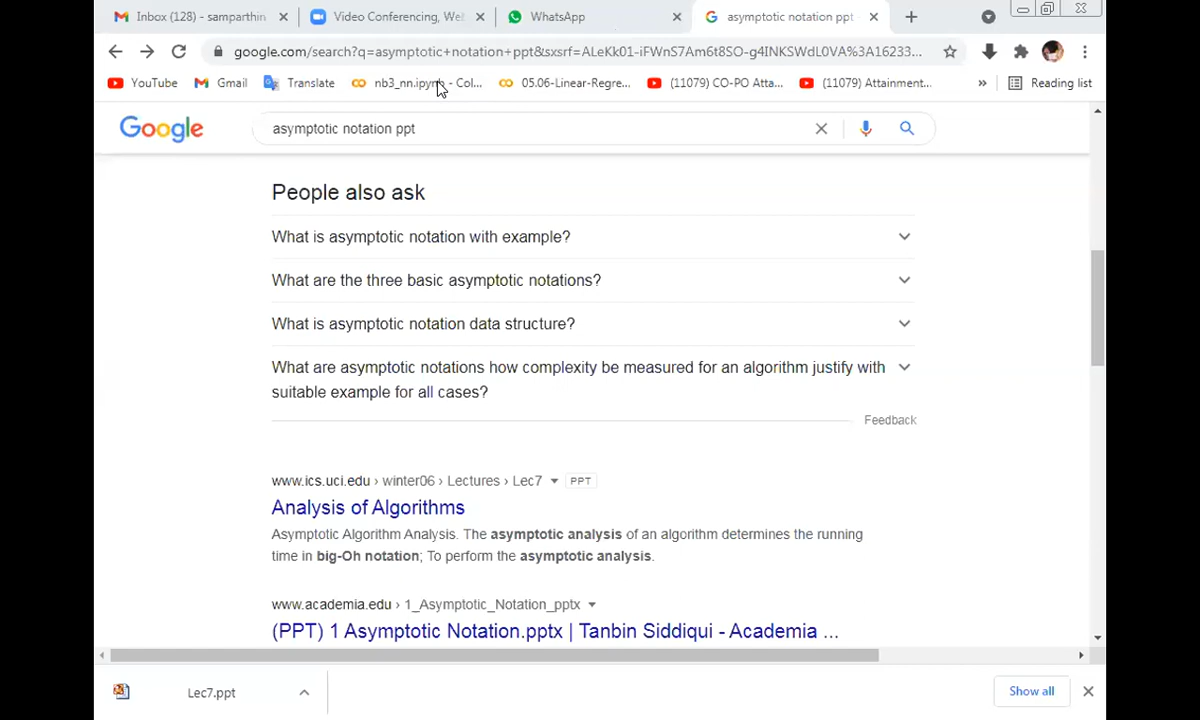 Inbox (128) - samparthin
Video Conferencing, Web
WhatsApp
asymptotic notation ppt
google.com/search?q=asymptotic+notation+ppt&sxsrf=ALeKk01-iFWnS7Am6t8SO-g4INKSWdL0VA%3A16233...
YouTube
Gmail
Translate
nb3_nn.ipynb - Col...
05.06-Linear-Regre...
(11079) CO-PO Atta...
(11079) Attainment...
»
Reading list
Google
asymptotic notation ppt
People also ask
What is asymptotic notation with example?
What are the three basic asymptotic notations?
What is asymptotic notation data structure?
What are asymptotic notations how complexity be measured for an algorithm justify with
suitable example for all cases?
Feedback
www.ics.uci.edu › winter06 › Lectures › Lec7 PPT
Analysis of Algorithms
Asymptotic Algorithm Analysis. The asymptotic analysis of an algorithm determines the running
time in big-Oh notation; To perform the asymptotic analysis.
www.academia.edu › 1_Asymptotic_Notation_pptx
(PPT) 1 Asymptotic Notation.pptx | Tanbin Siddiqui - Academia ...
Lec7.ppt
Show all